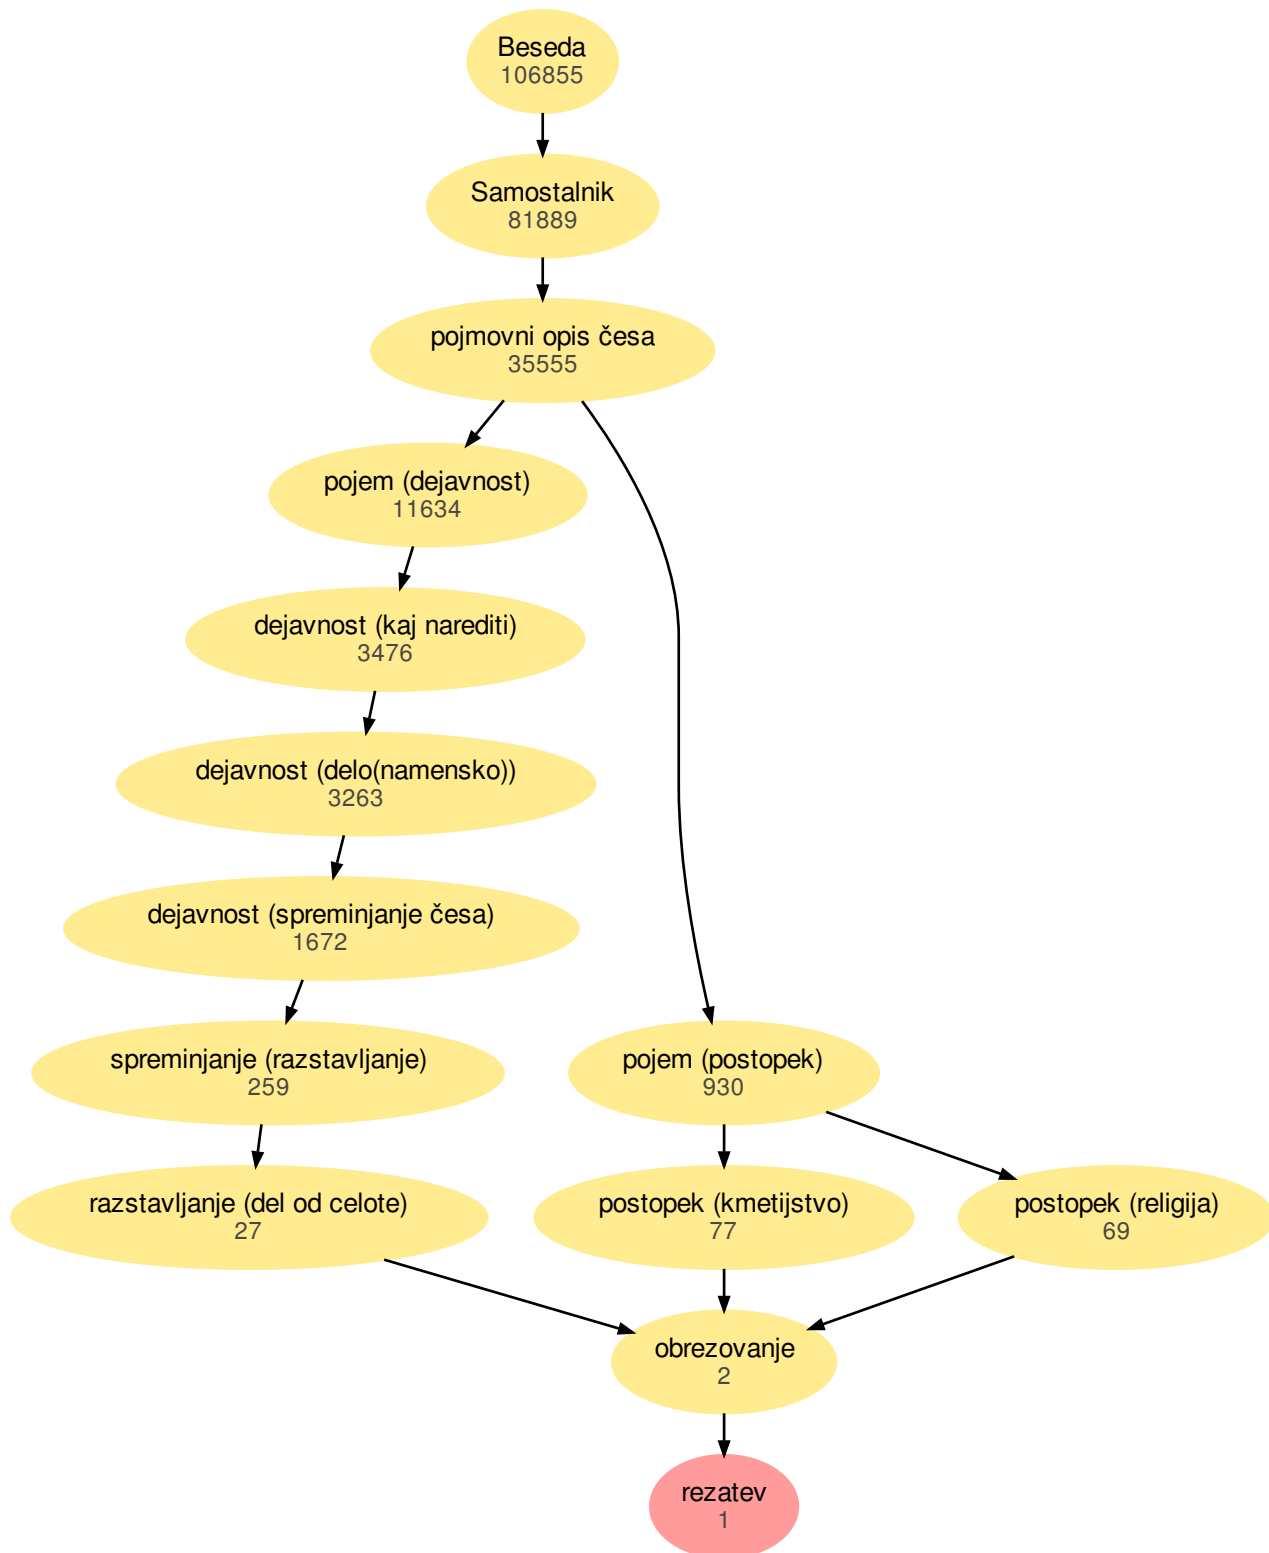 Beseda
106855
Samostalnik
81889
pojmovni opis česa
35555
pojem (dejavnost)
11634
dejavnost (kaj narediti)
3476
dejavnost (delo(namensko))
3263
dejavnost (spreminjanje česa)
1672
spreminjanje (razstavljanje)
259
pojem (postopek)
930
razstavljanje (del od celote)
27
postopek (kmetijstvo)
77
postopek (religija)
69
obrezovanje
2
rezatev
1